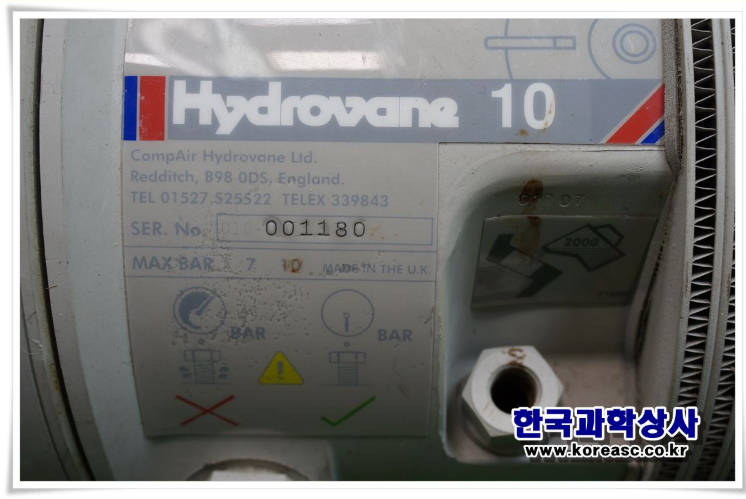 Hydrovane 10
CompAir Hydrovane Ltd.
Redditch, B98 0DS, England.
TEL 01527 525522 TELEX 339843
SER. No. 001180
MAX BAR 7 10 MADE IN THE U.K.
2000
BAR
BAR
한국과학상사
www.koreasc.co.kr